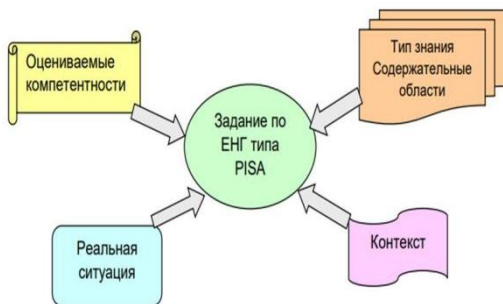 Оцениваемые
компетентности
Тип знания
Содержательные
области
Задание по
ЕНГ типа
PISA
Реальная
ситуация
Контекст